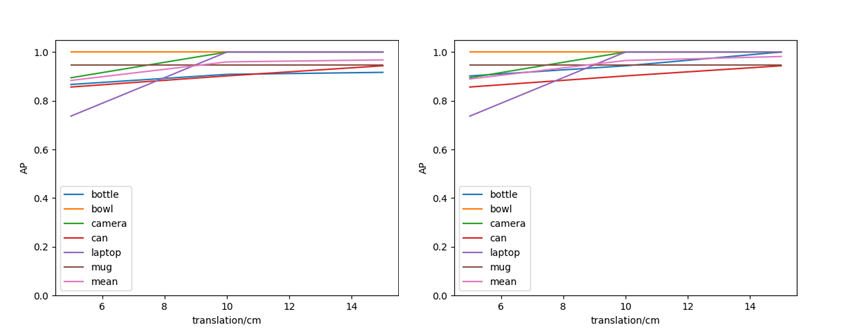 1.0
0.8
0.6
0.4
0.2
0.0
AP
bottle
bowl
camera
can
laptop
mug
mean
6 8 10 12 14
translation/cm
1.0
0.8
0.6
0.4
0.2
0.0
AP
bottle
bowl
camera
can
laptop
mug
mean
6 8 10 12 14
translation/cm